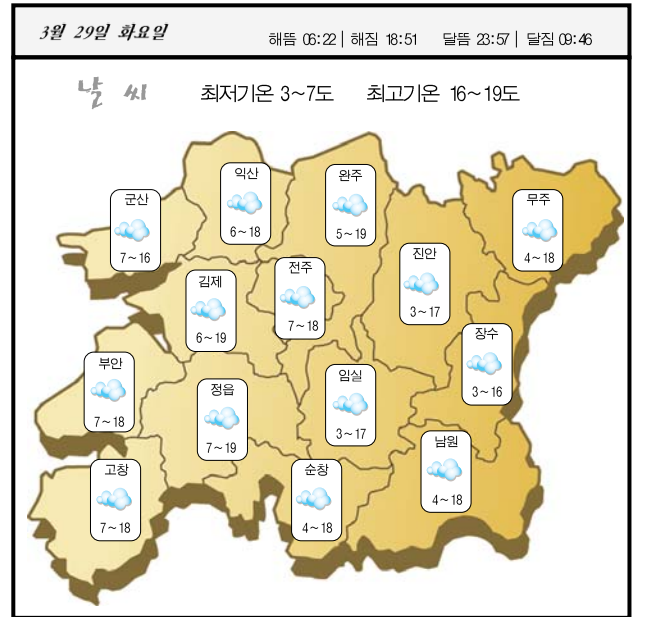 3월 29일 화요일
해뜸 06:22 | 해짐 18:51 달뜸 23:57 | 달짐 09:46
날 씨 최저기온 3~7도 최고기온 16~19도
익산
6~18
완주
5~19
군산
7~16
무주
4~18
진안
3~17
전주
7~18
김제
6~19
장수
3~16
부안
7~18
임실
3~17
정읍
7~19
남원
4~18
고창
7~18
순창
4~18